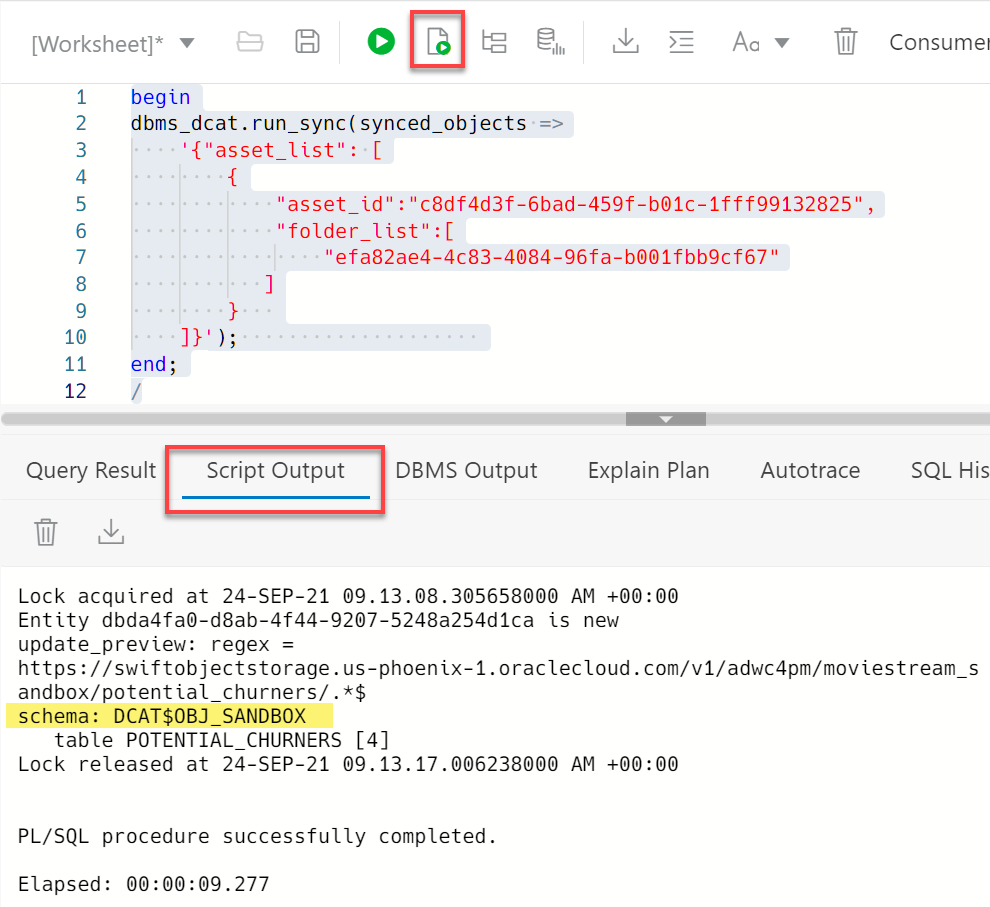 [Worksheet]*
Aa
Consumer
1 begin
2 dbms_dcat.run_sync(synced_objects =>
3     '{"asset_list": [
4         {
5             "asset_id":"c8df4d3f-6bad-459f-b01c-1fff99132825",
6             "folder_list":[
7                 "efa82ae4-4c83-4084-96fa-b001fbb9cf67"
8            ]
9         }
10     ]}');
11 end;
12 /
Query Result Script Output DBMS Output Explain Plan Autotrace SQL His
Lock acquired at 24-SEP-21 09.13.08.305658000 AM +00:00
Entity dbda4fa0-d8ab-4f44-9207-5248a254d1ca is new
update_preview: regex =
https://swiftobjectstorage.us-phoenix-1.oraclecloud.com/v1/adwc4pm/moviestream_s
andbox/potential_churners/.*$
schema: DCAT$OBJ_SANDBOX
   table POTENTIAL_CHURNERS [4]
Lock released at 24-SEP-21 09.13.17.006238000 AM +00:00
PL/SQL procedure successfully completed.
Elapsed: 00:00:09.277